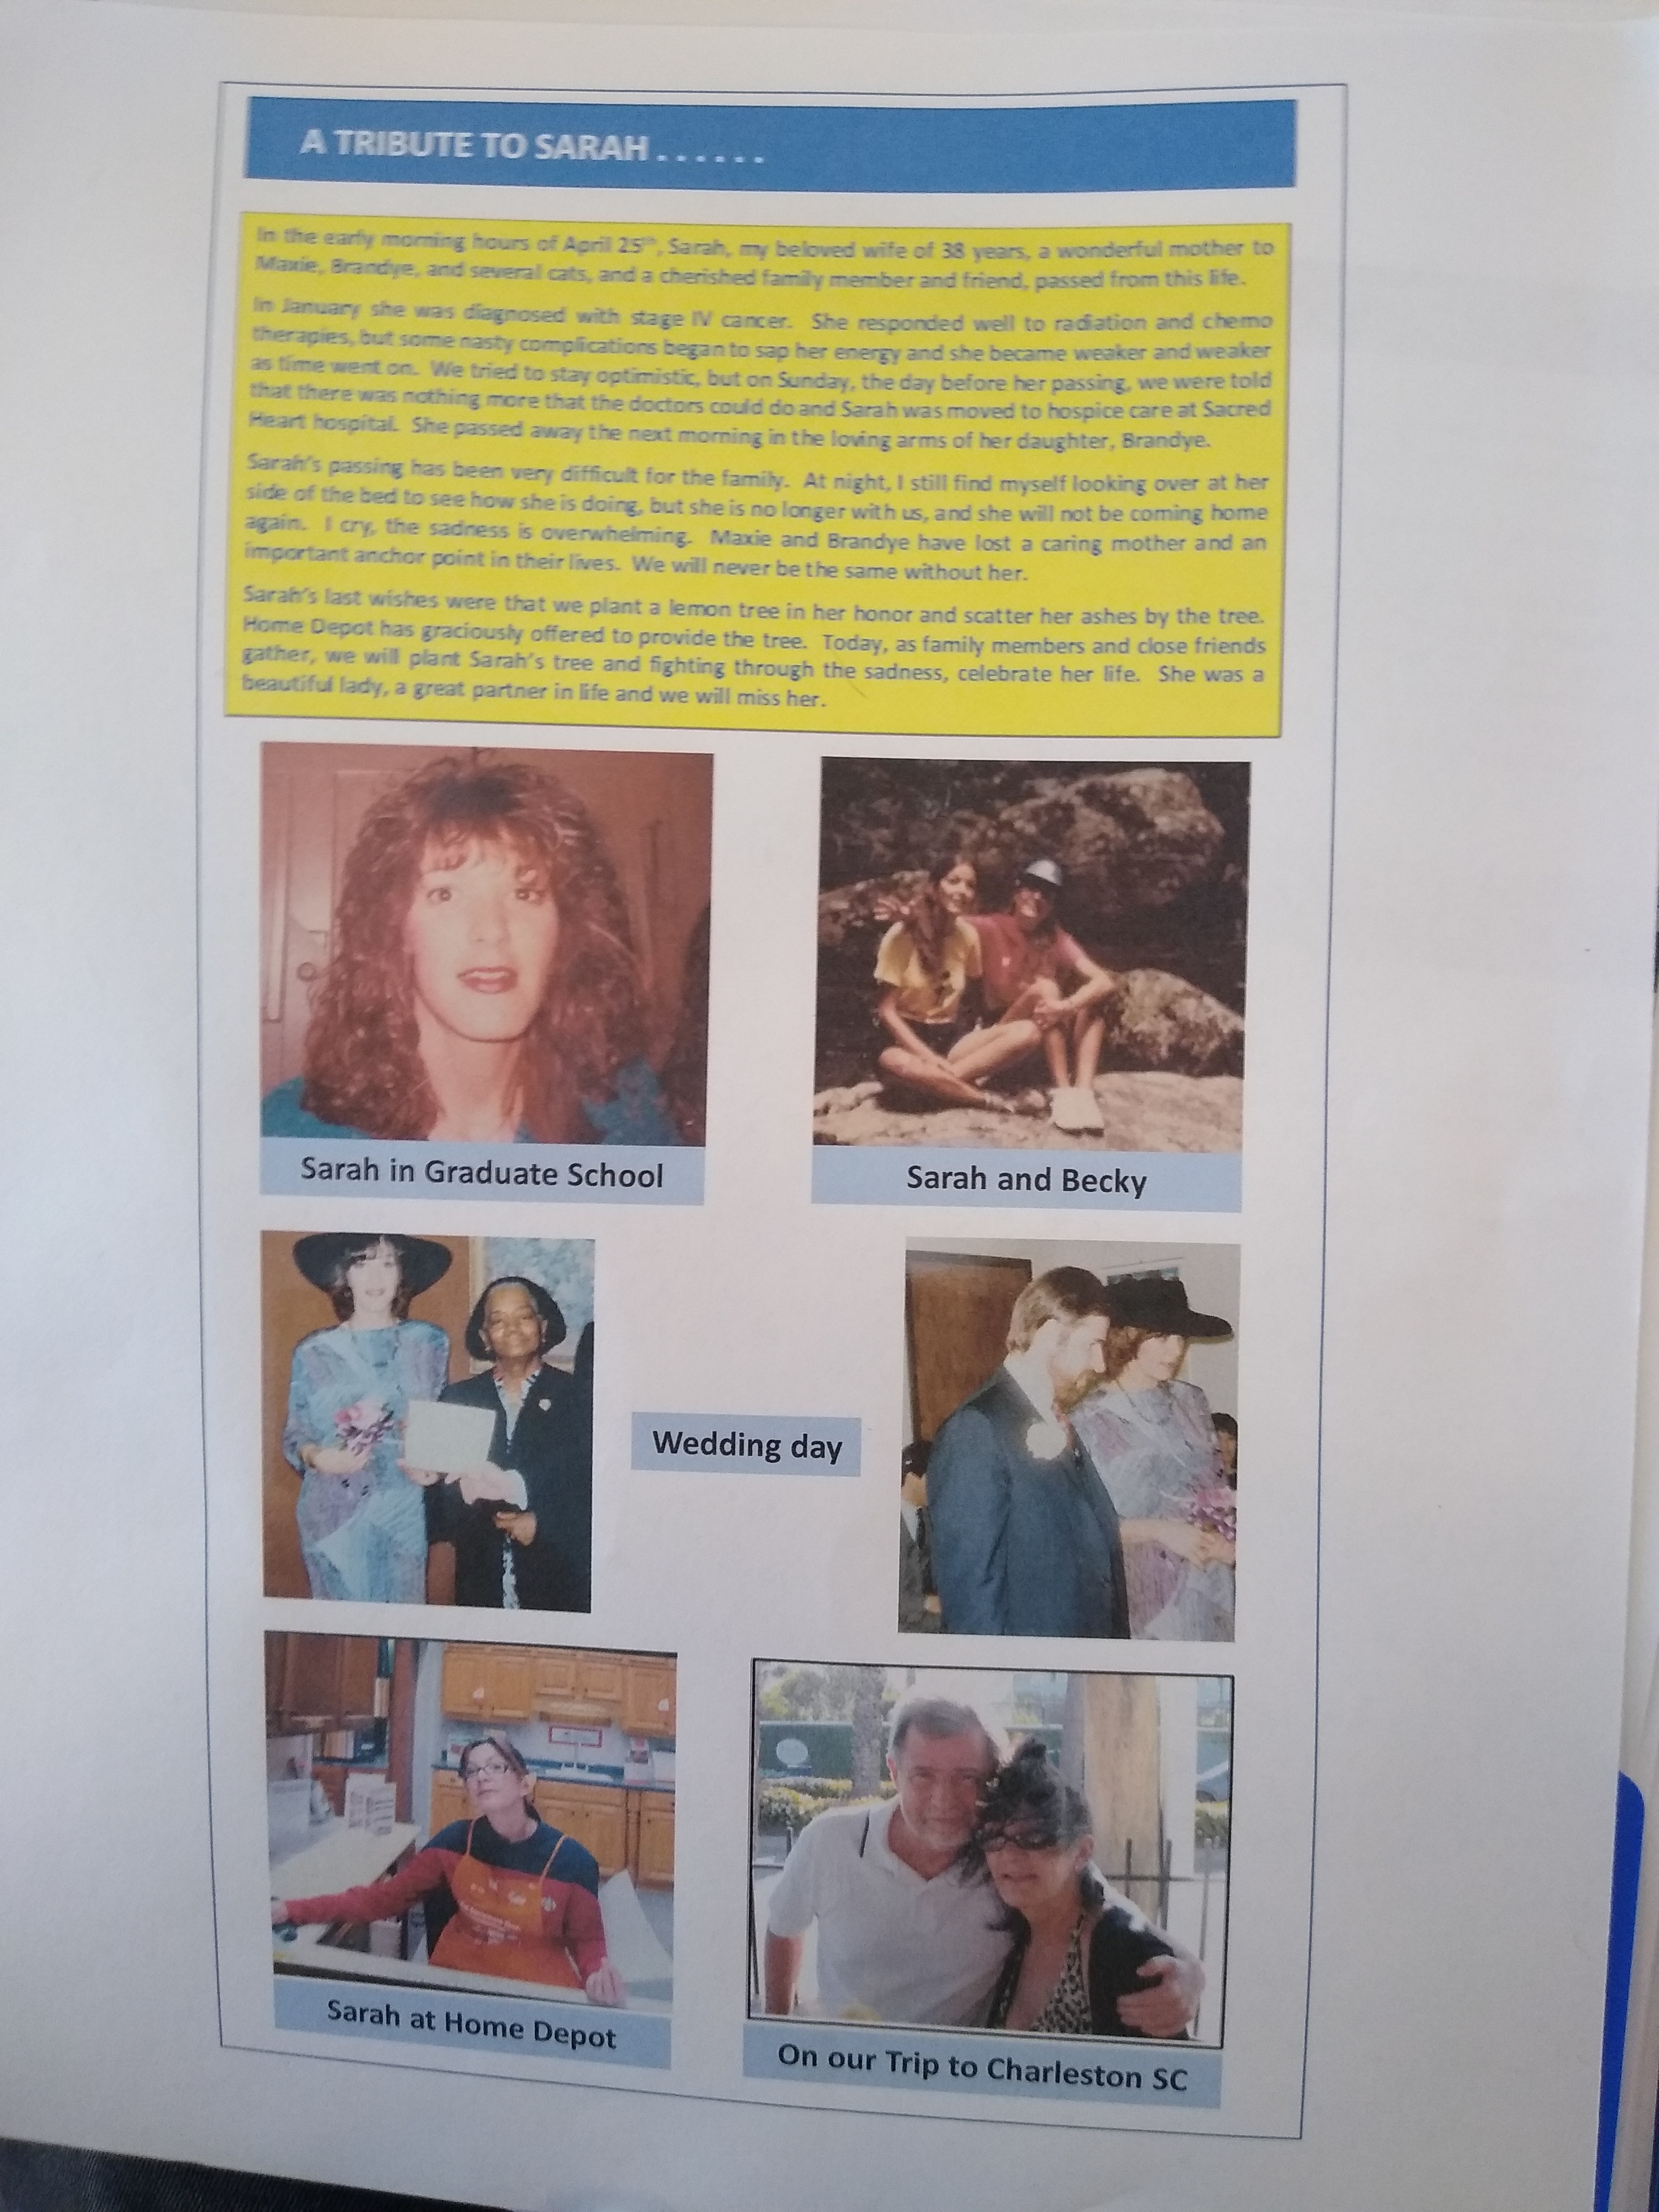 A TRIBUTE TO SARAH . . . . . .
In the early morning hours of April 25th, Sarah, my beloved wife of 38 years, a wonderful mother to
Maxie, Brandye, and several cats, and a cherished family member and friend, passed from this life.
In January she was diagnosed with stage IV cancer. She responded well to radiation and chemo
therapies, but some nasty complications began to sap her energy and she became weaker and weaker
as time went on. We tried to stay optimistic, but on Sunday, the day before her passing, we were told
that there was nothing more that the doctors could do and Sarah was moved to hospice care at Sacred
Heart hospital. She passed away the next morning in the loving arms of her daughter, Brandye.
Sarah's passing has been very difficult for the family. At night, I still find myself looking over at her
side of the bed to see how she is doing, but she is no longer with us, and she will not be coming home
again. I cry, the sadness is overwhelming. Maxie and Brandye have lost a caring mother and an
important anchor point in their lives. We will never be the same without her.
Sarah's last wishes were that we plant a lemon tree in her honor and scatter her ashes by the tree.
Home Depot has graciously offered to provide the tree. Today, as family members and close friends
gather, we will plant Sarah's tree and fighting through the sadness, celebrate her life. She was a
beautiful lady, a great partner in life and we will miss her.
Sarah in Graduate School
Sarah and Becky
Wedding day
Sarah at Home Depot
On our Trip to Charleston SC